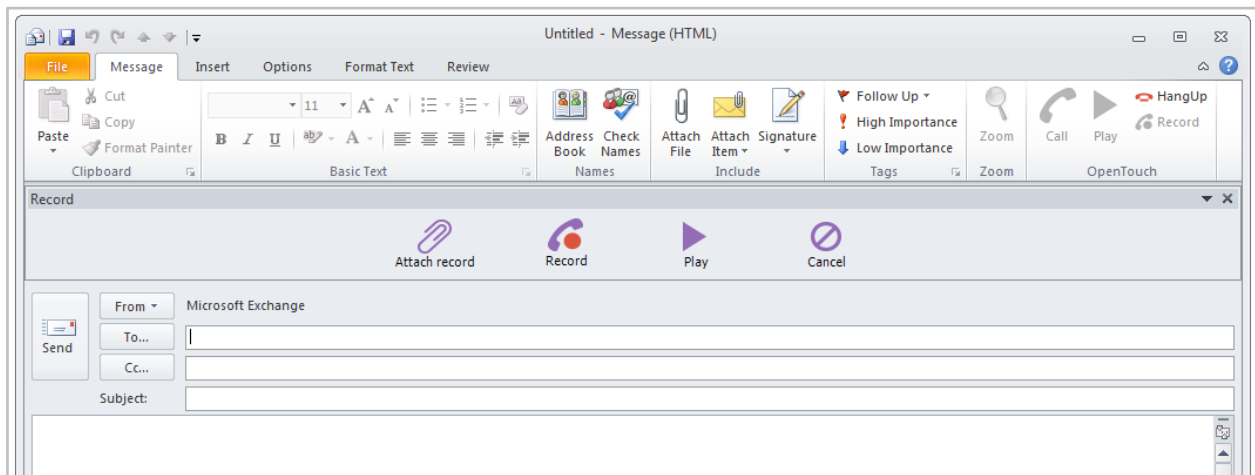 Untitled - Message (HTML)
File Message Insert Options Format Text Review
Paste
Cut
Copy
Format Painter
Clipboard
11
A A
B I U ab A
Basic Text
Address Book
Check Names
Names
Attach File
Attach Item
Signature
Include
Follow Up
High Importance
Low Importance
Tags
Zoom
Zoom
Call
Play
HangUp
Record
OpenTouch
Record
Attach record Record Play Cancel
Send
From Microsoft Exchange
To...
Cc...
Subject: